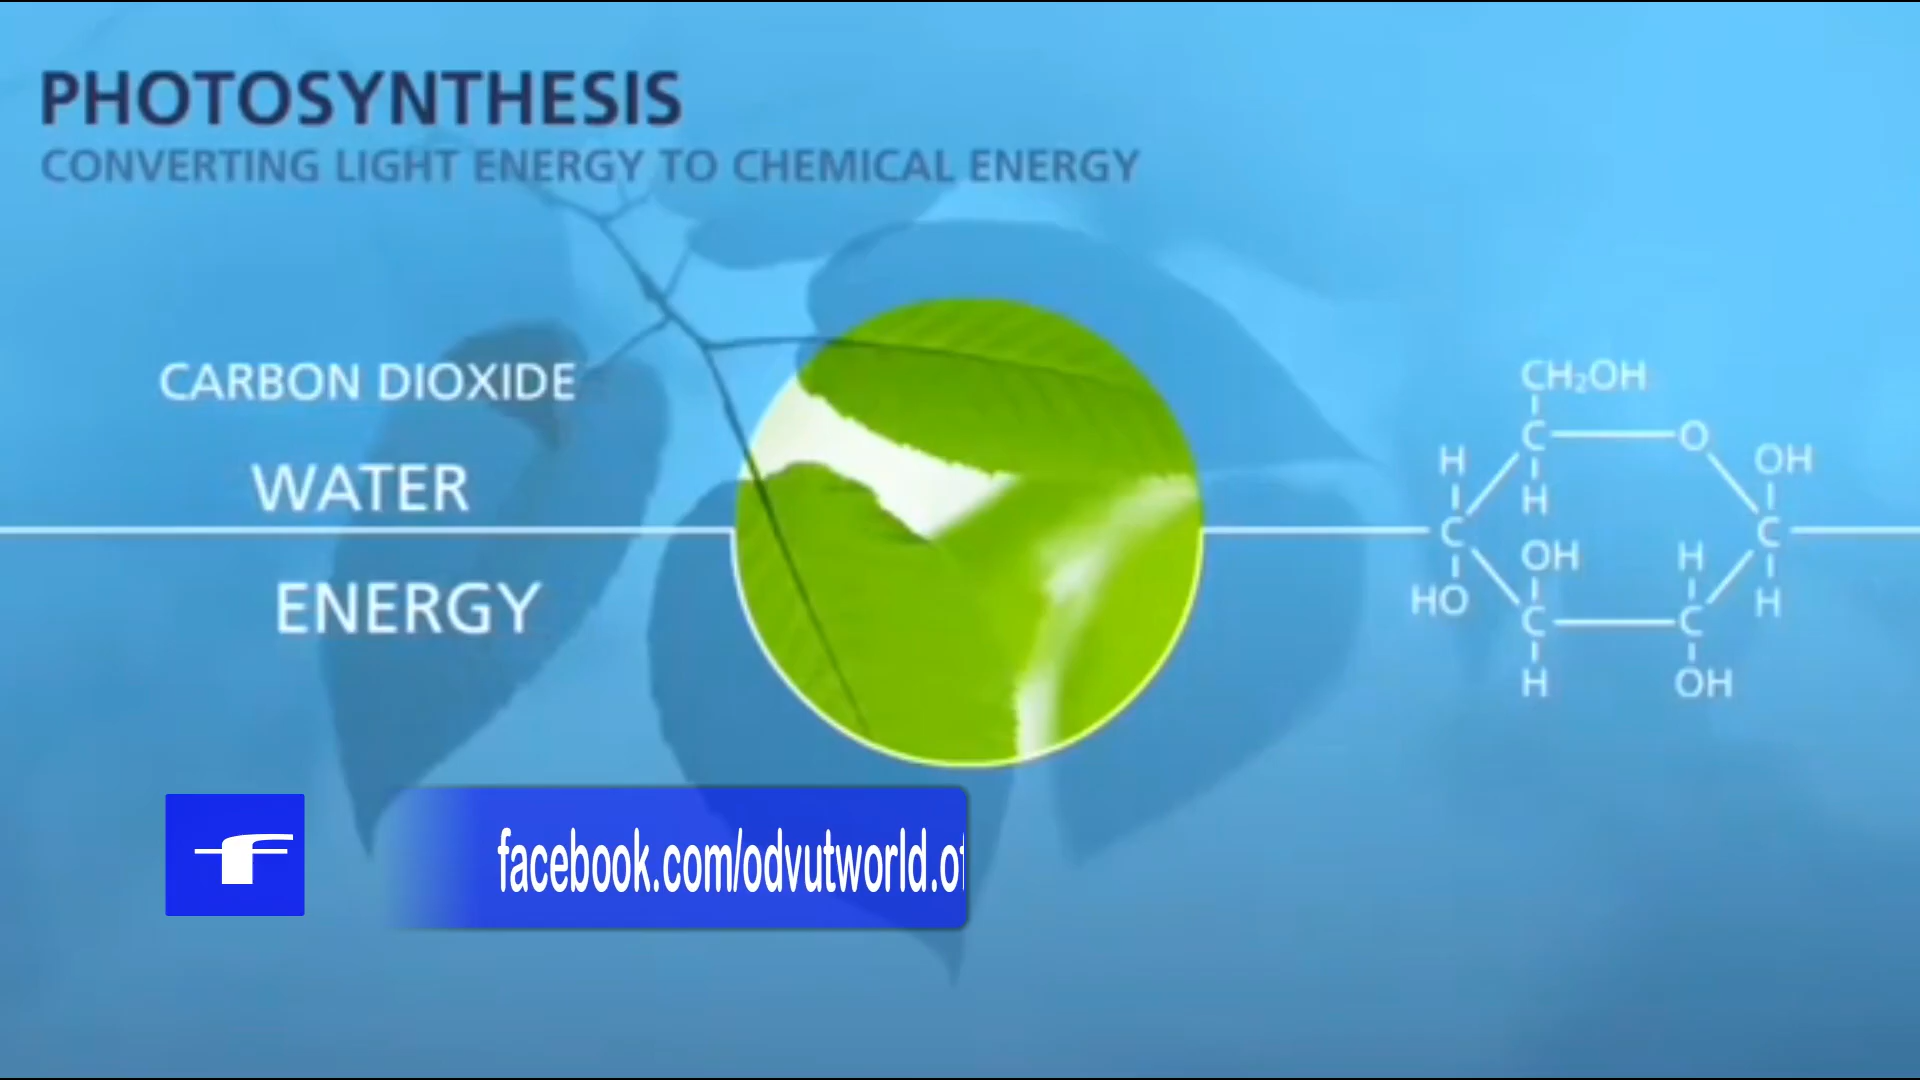 PHOTOSYNTHESIS
CONVERTING LIGHT ENERGY TO CHEMICAL ENERGY
CARBON DIOXIDE
WATER
ENERGY
CH₂OH
C O
H OH
H
C C
OH H
HO H
C C
H OH
f
facebook.com/odvutworld.of